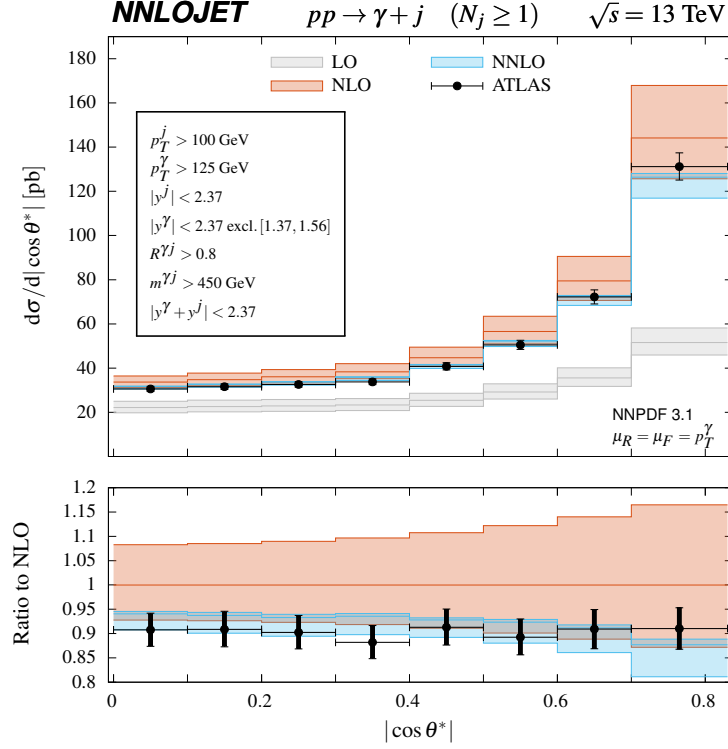 NNLOJET pp → γ + j (N_j ≥ 1) √s = 13 TeV
LO NNLO
NLO ATLAS
p_T^j > 100 GeV
p_T^γ > 125 GeV
|y^j| < 2.37
|y^γ| < 2.37 excl. [1.37, 1.56]
R^{γj} > 0.8
m^{γj} > 450 GeV
|y^γ + y^j| < 2.37
dσ/d|cos θ*| [pb]
180
160
140
120
100
80
60
40
20
NNPDF 3.1
μ_R = μ_F = p_T^γ
Ratio to NLO
1.2
1.15
1.1
1.05
1
0.95
0.9
0.85
0.8
0 0.2 0.4 0.6 0.8
|cos θ*|